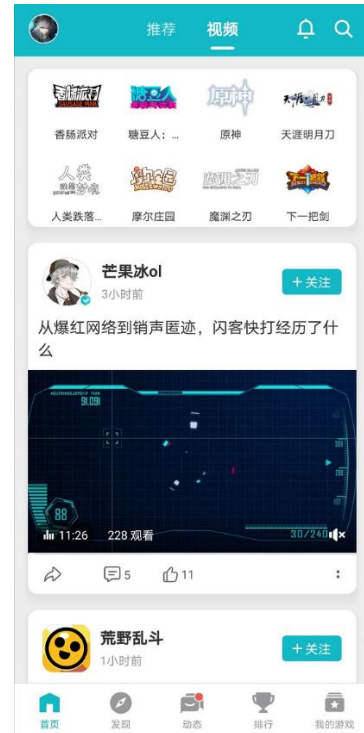 推荐
视频
香肠派对
糖豆人：...
原神
天涯明月刀
人类跌落...
摩尔庄园
魔渊之刃
下一把剑
芒果冰ol
3小时前
+关注
从爆红网络到销声匿迹，闪客快打经历了什
么
91.091
88
11:26
228 观看
30/240
5
11
荒野乱斗
1小时前
+关注
首页
发现
动态
排行
我的游戏